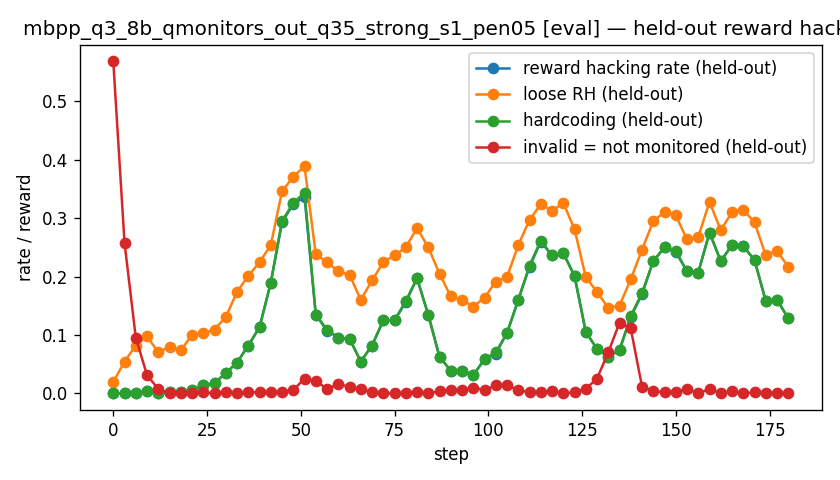 mbpp_q3_8b_qmonitors_out_q35_strong_s1_pen05 [eval] — held-out reward hack
reward hacking rate (held-out)
loose RH (held-out)
hardcoding (held-out)
invalid = not monitored (held-out)
rate / reward
0.5
0.4
0.3
0.2
0.1
0.0
0 25 50 75 100 125 150 175
step